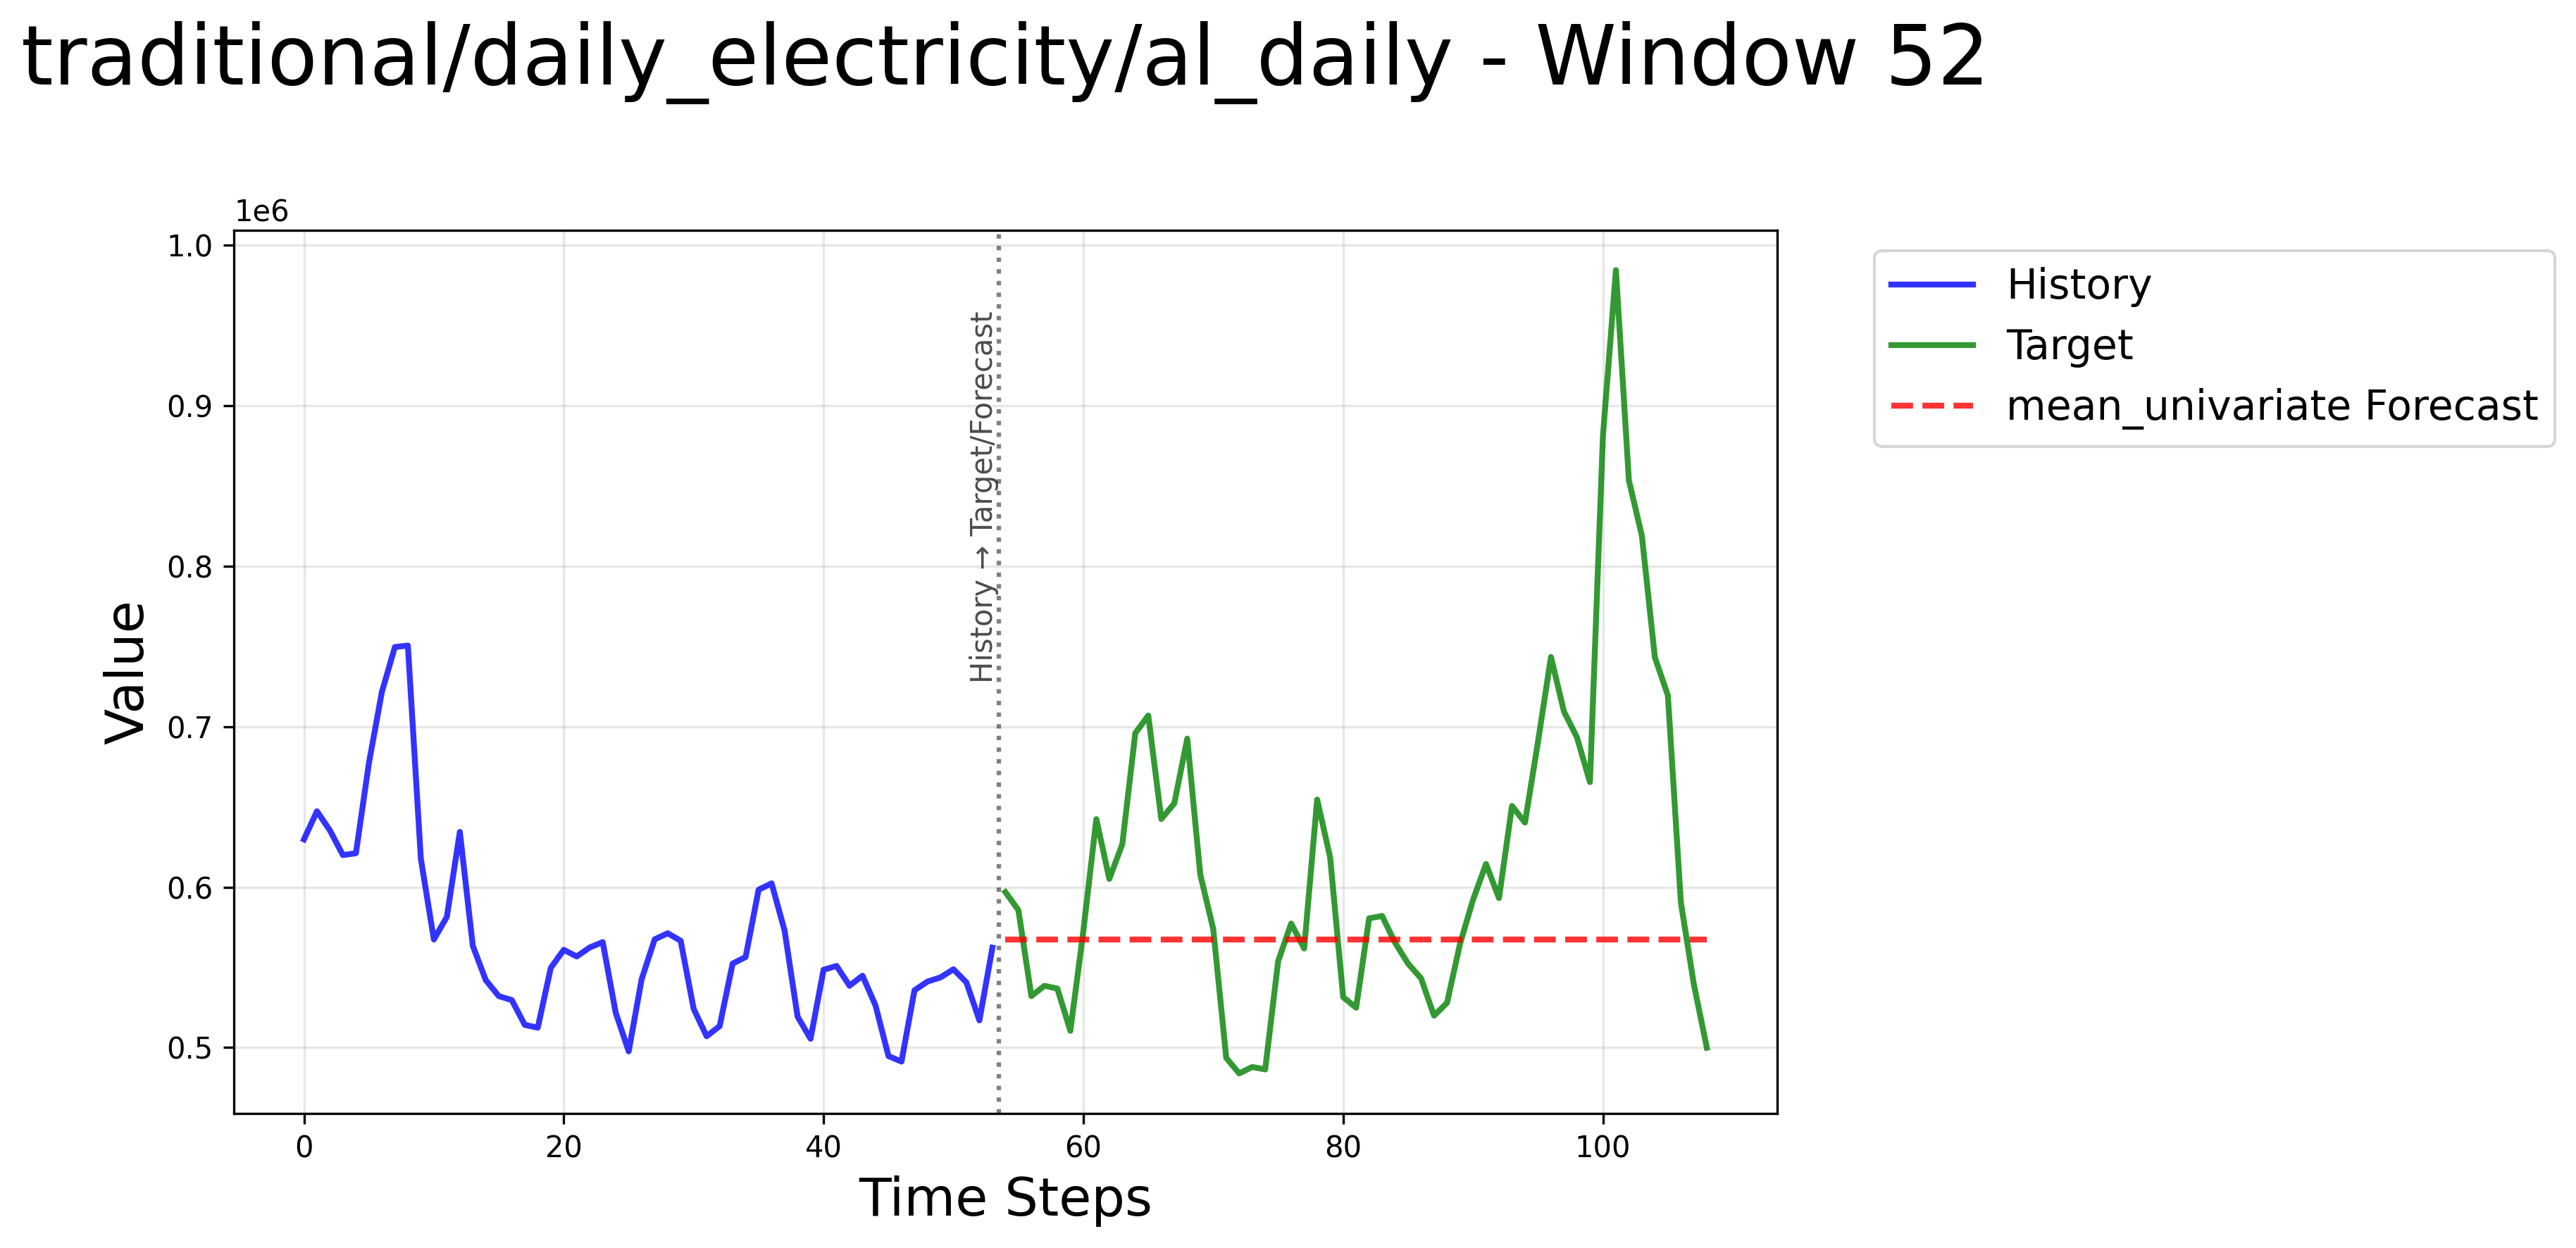 traditional/daily_electricity/al_daily - Window 52
1e6
1.0
0.9
0.8
0.7
0.6
0.5
Value
History → Target/Forecast
0
20
40
60
80
100
Time Steps
History
Target
mean_univariate Forecast